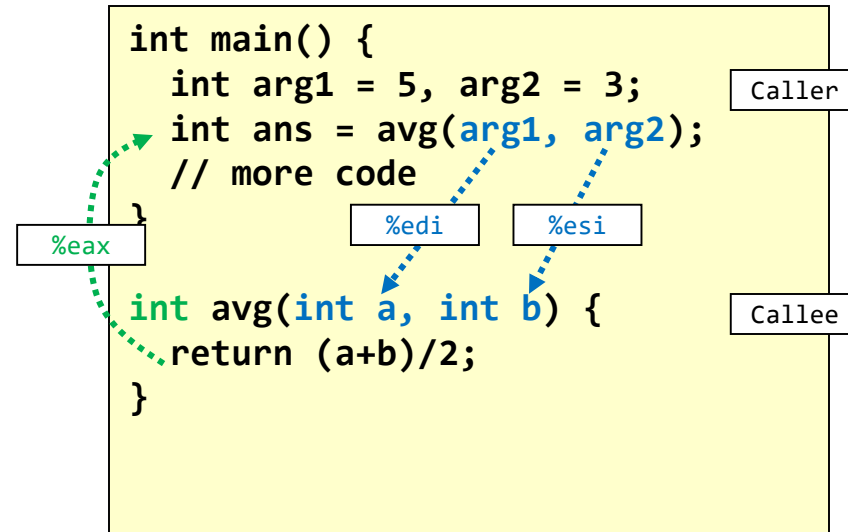 int main() {
int arg1 = 5, arg2 = 3;
Caller
int ans = avg(arg1, arg2);
// more code
}
%eax
%edi
%esi
int avg(int a, int b) {
Callee
return (a+b)/2;
}